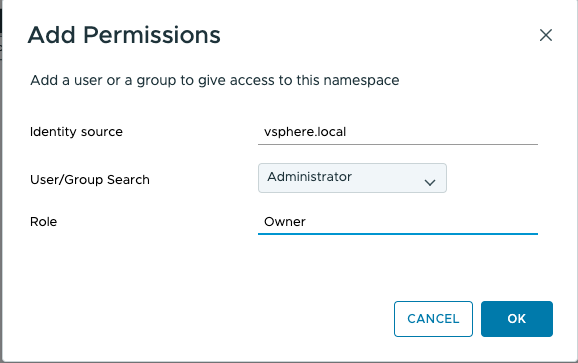 Add Permissions
Add a user or a group to give access to this namespace
Identity source vsphere.local
User/Group Search Administrator
Role Owner
CANCEL OK